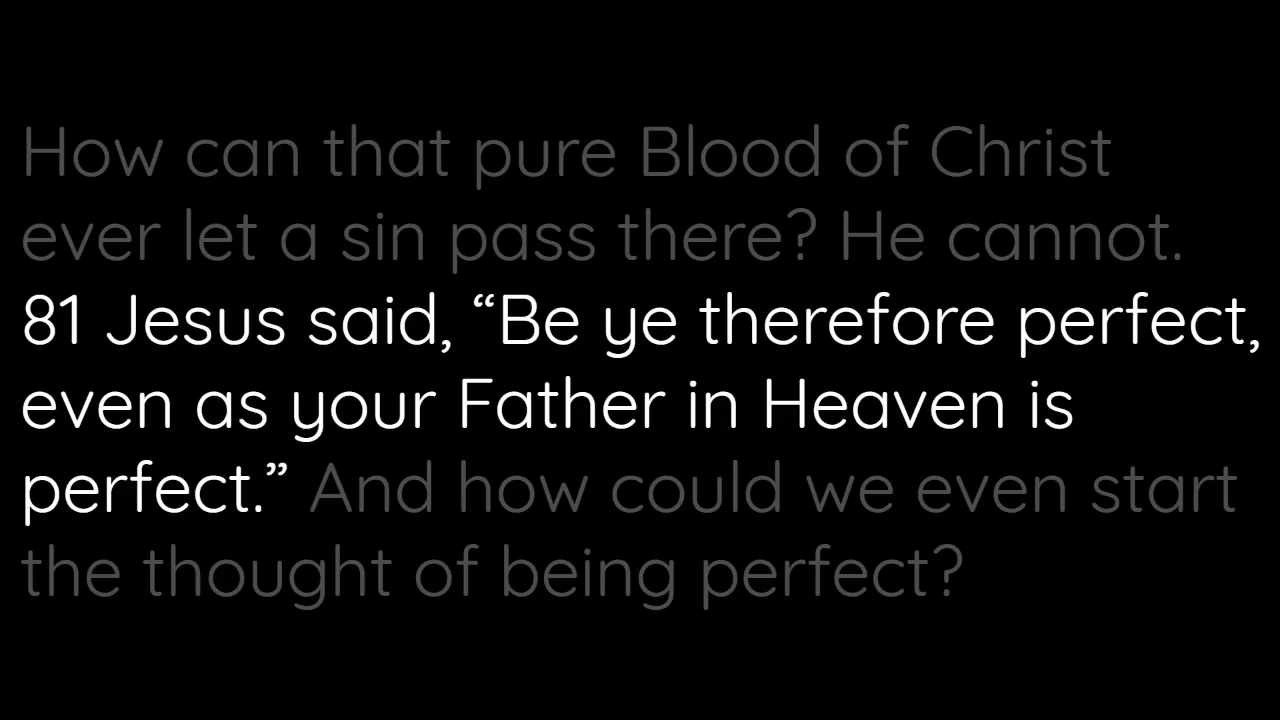 How can that pure Blood of Christ
ever let a sin pass there? He cannot.
81 Jesus said, “Be ye therefore perfect,
even as your Father in Heaven is
perfect.” And how could we even start
the thought of being perfect?